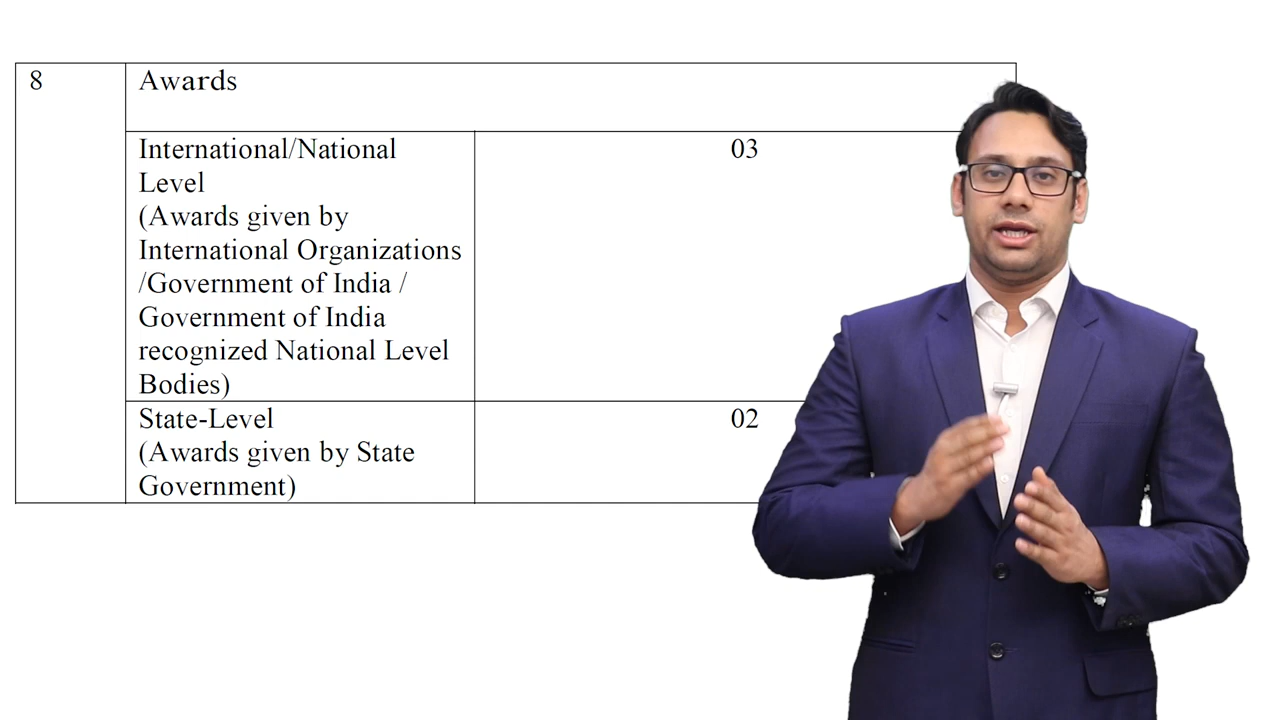 8 Awards
International/National 03
Level
(Awards given by
International Organizations
/Government of India /
Government of India
recognized National Level
Bodies)
State-Level 02
(Awards given by State
Government)